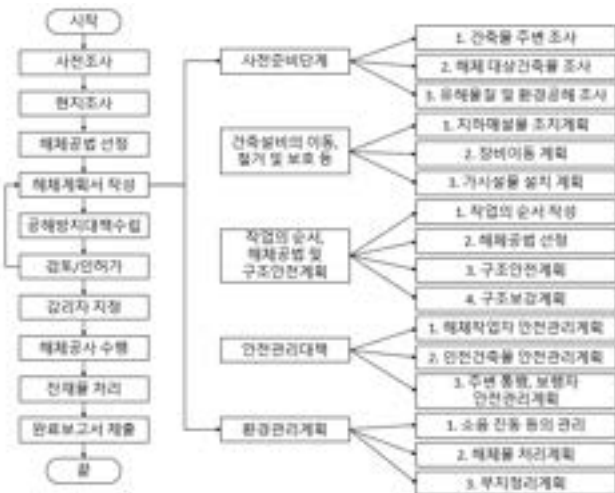 시작
사전조사
현지조사
해체공법 선정
해체계획서 작성
공해방지대책수립
검토/인허가
감리자 지정
해체공사 수행
잔재물 처리
완료보고서 제출
끝
사전준비단계
1. 건축물 주변 조사
2. 해체 대상건축물 조사
3. 유해물질 및 환경공해 조사
건축설비의 이동,
철거 및 보호 등
1. 지하매설물 조치계획
2. 장비이동 계획
3. 가시설물 설치 계획
작업의 순서,
해체공법 및
구조안전계획
1. 작업의 순서 작성
2. 해체공법 선정
3. 구조안전계획
4. 구조보강계획
안전관리대책
1. 해체작업자 안전관리계획
2. 인접건축물 안전관리계획
3. 주변 통행, 보행자
안전관리계획
환경관리계획
1. 소음 진동 등의 관리
2. 해체물 처리계획
3. 부지정리계획